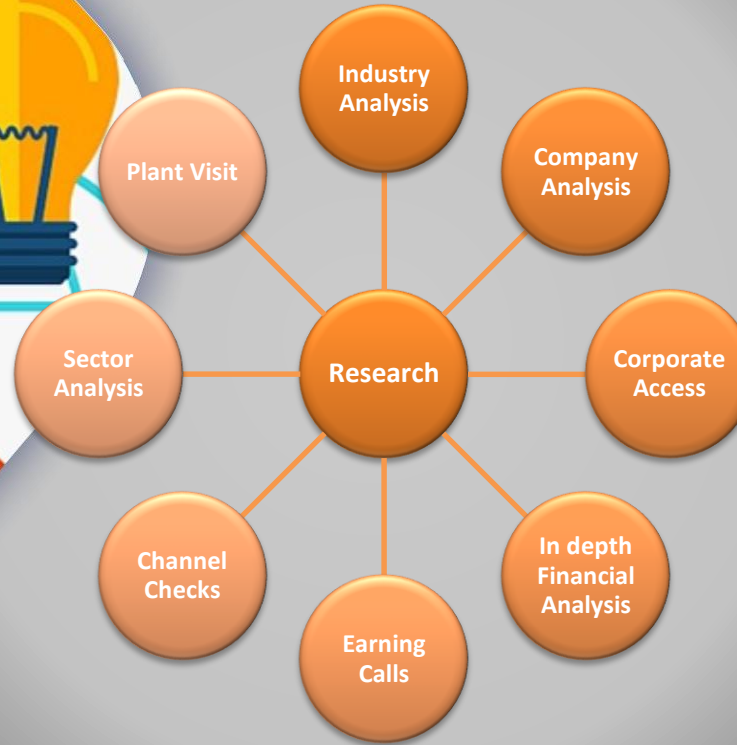 Industry
Analysis
Company
Analysis
Corporate
Access
In depth
Financial
Analysis
Earning
Calls
Channel
Checks
Sector
Analysis
Plant Visit
Research